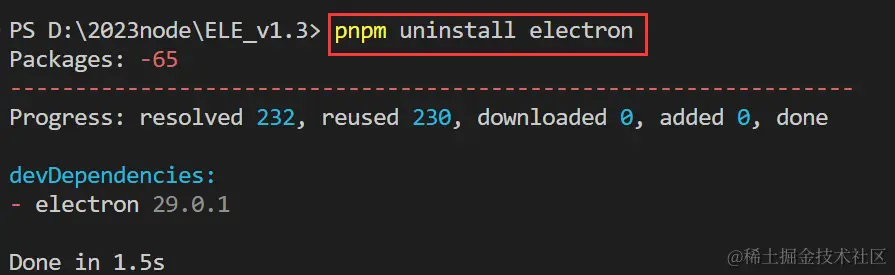 PS D:\2023node\ELE_v1.3> pnpm uninstall electron
Packages: -65
-----------------------------------------------------------------
Progress: resolved 232, reused 230, downloaded 0, added 0, done
devDependencies:
- electron 29.0.1
Done in 1.5s
@稀土掘金技术社区